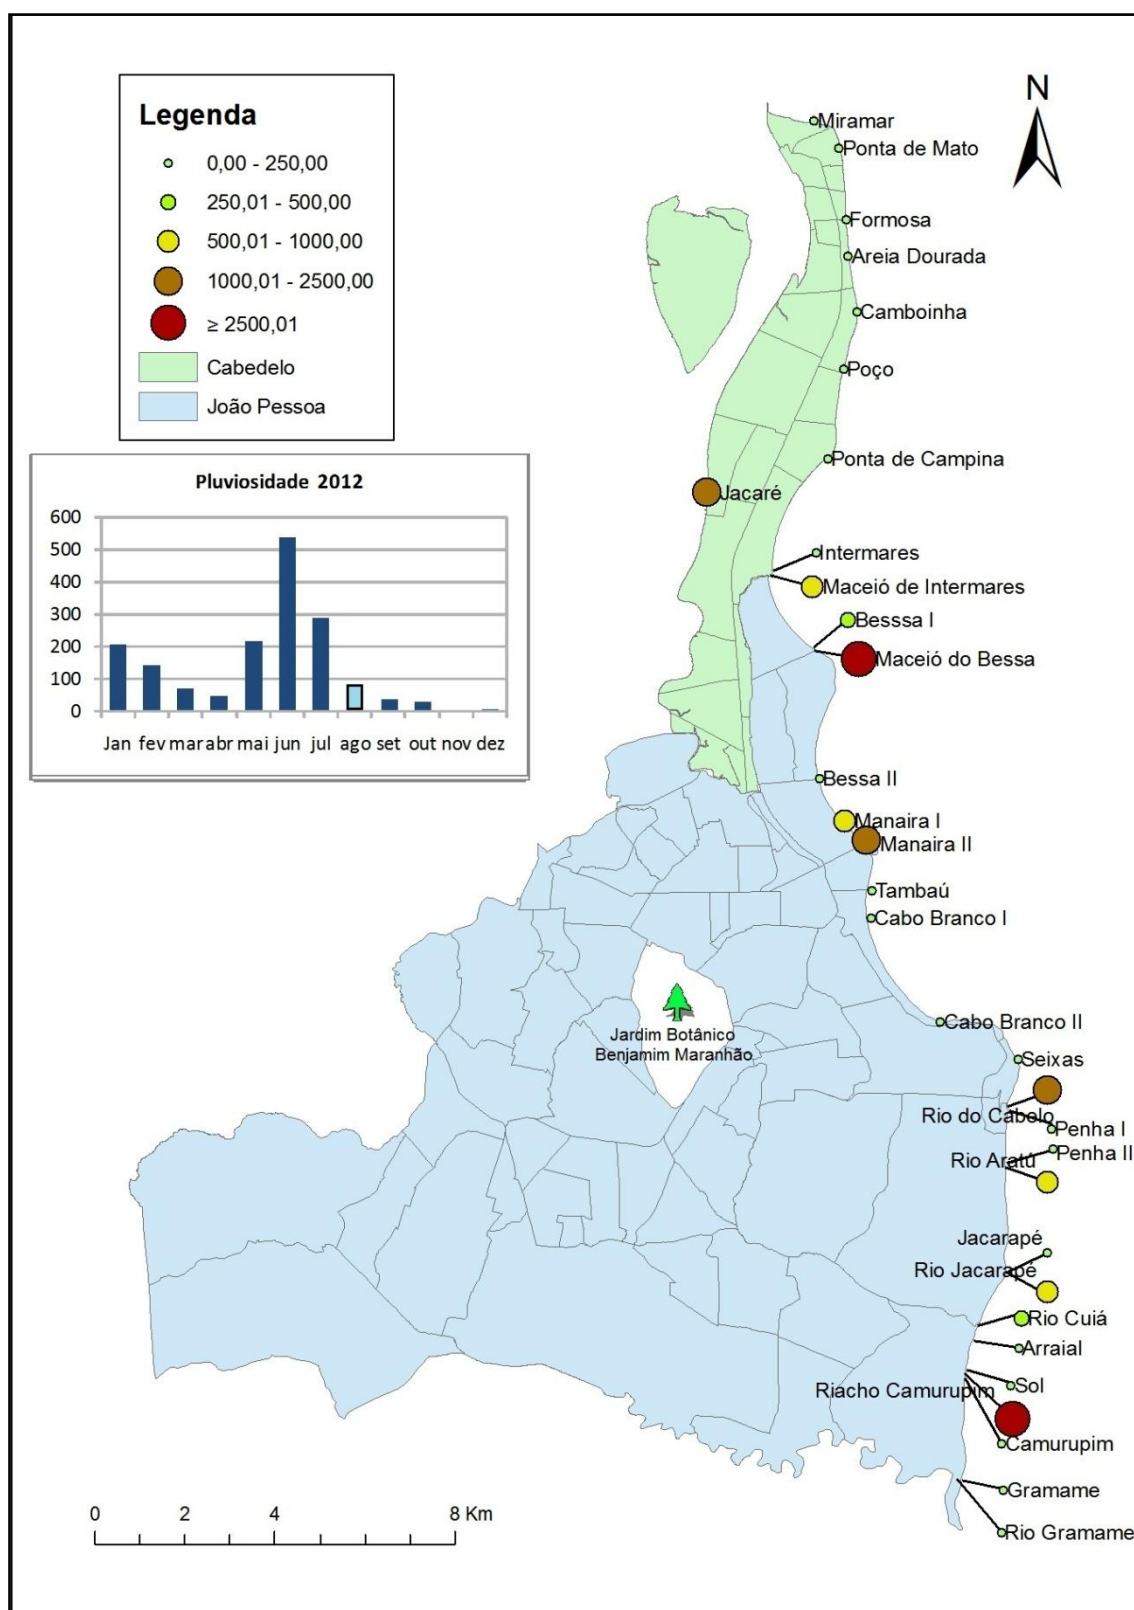 N
Legenda
0,00 - 250,00
250,01 - 500,00
500,01 - 1000,00
1000,01 - 2500,00
≥ 2500,01
Cabedelo
João Pessoa
Pluviosidade 2012
600
500
400
300
200
100
0
Jan fev mar abr mai jun jul ago set out nov dez
Miramar
Ponta de Mato
Formosa
Areia Dourada
Camboinha
Poço
Ponta de Campina
Jacaré
Intermares
Maceió de Intermares
Besssa I
Maceió do Bessa
Bessa II
Manaira I
Manaira II
Tambaú
Cabo Branco I
Jardim Botânico
Benjamim Maranhão
Cabo Branco II
Seixas
Rio do Cabelo
Penha I
Penha II
Rio Aratú
Jacarapé
Rio Jacarapé
Rio Cuiá
Arraial
Sol
Riacho Camurupim
Camurupim
Gramame
Rio Gramame
0 2 4 8 Km